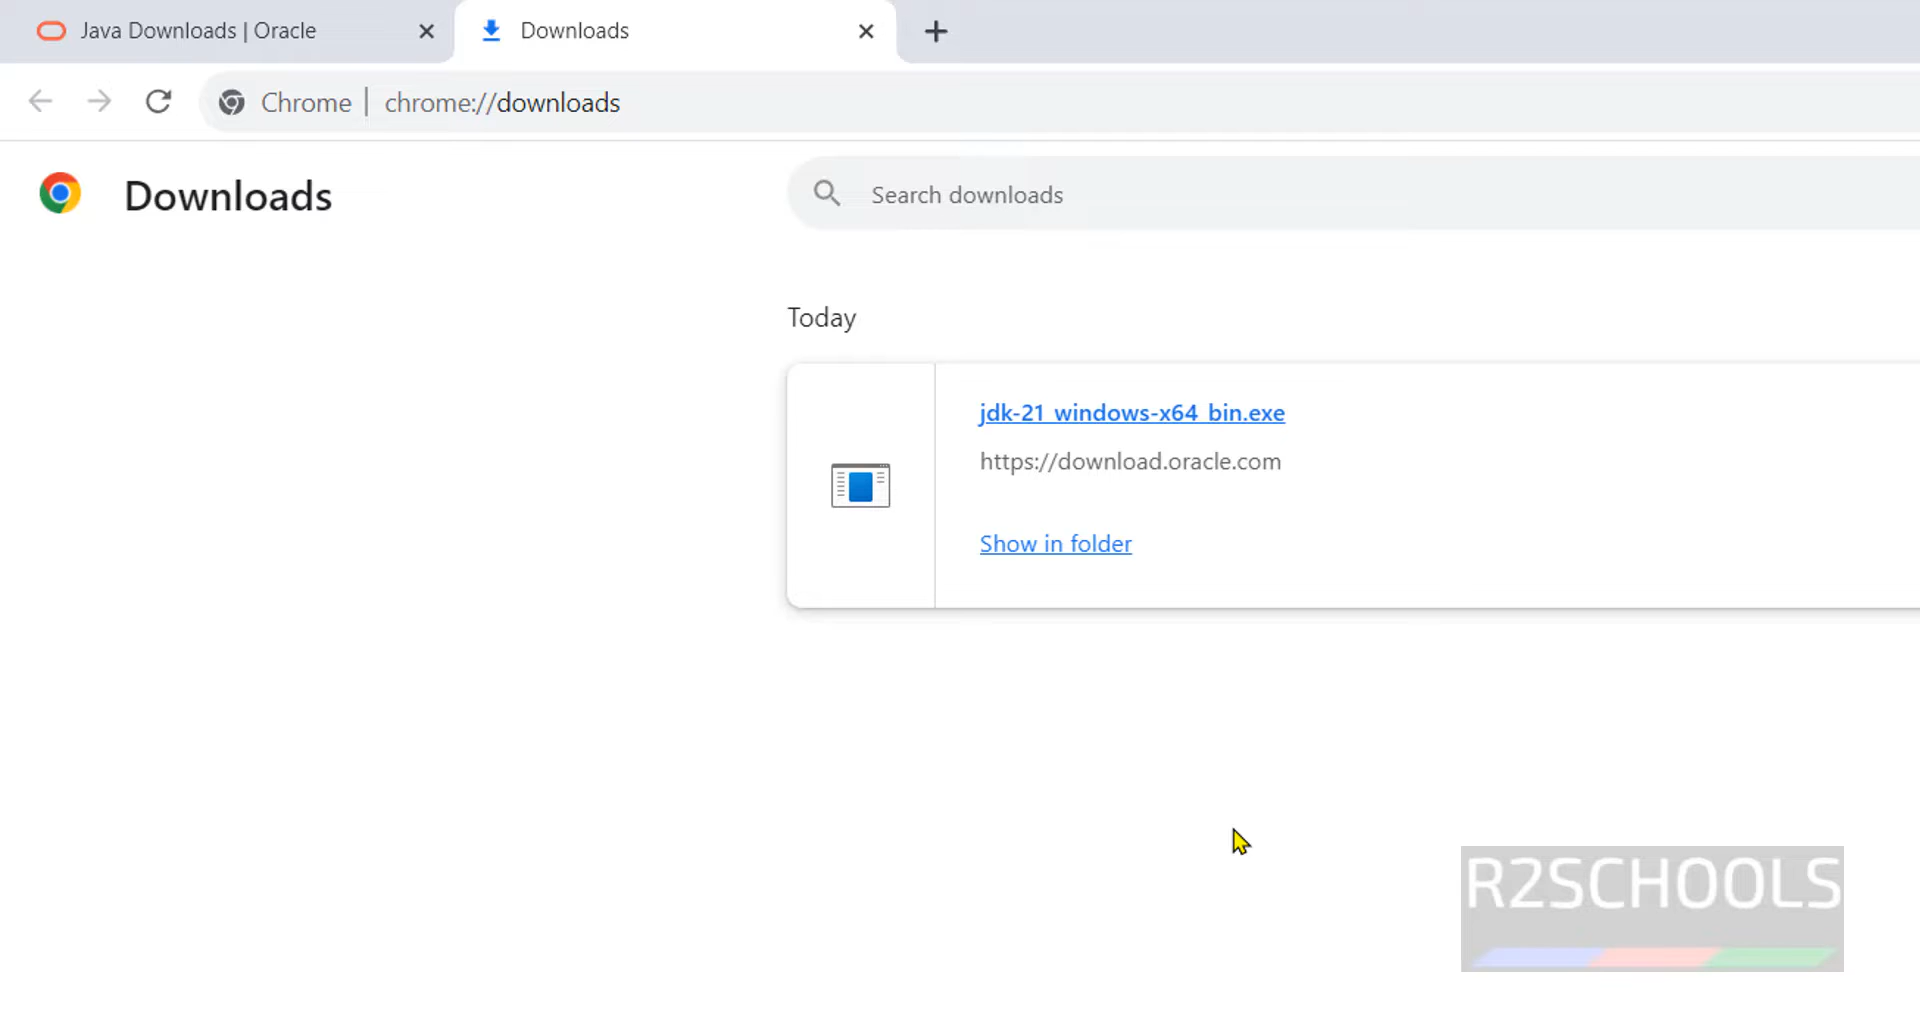 Java Downloads | Oracle
Downloads
Chrome | chrome://downloads
Downloads
Search downloads
Today
jdk-21_windows-x64_bin.exe
https://download.oracle.com
Show in folder
R2SCHOOLS